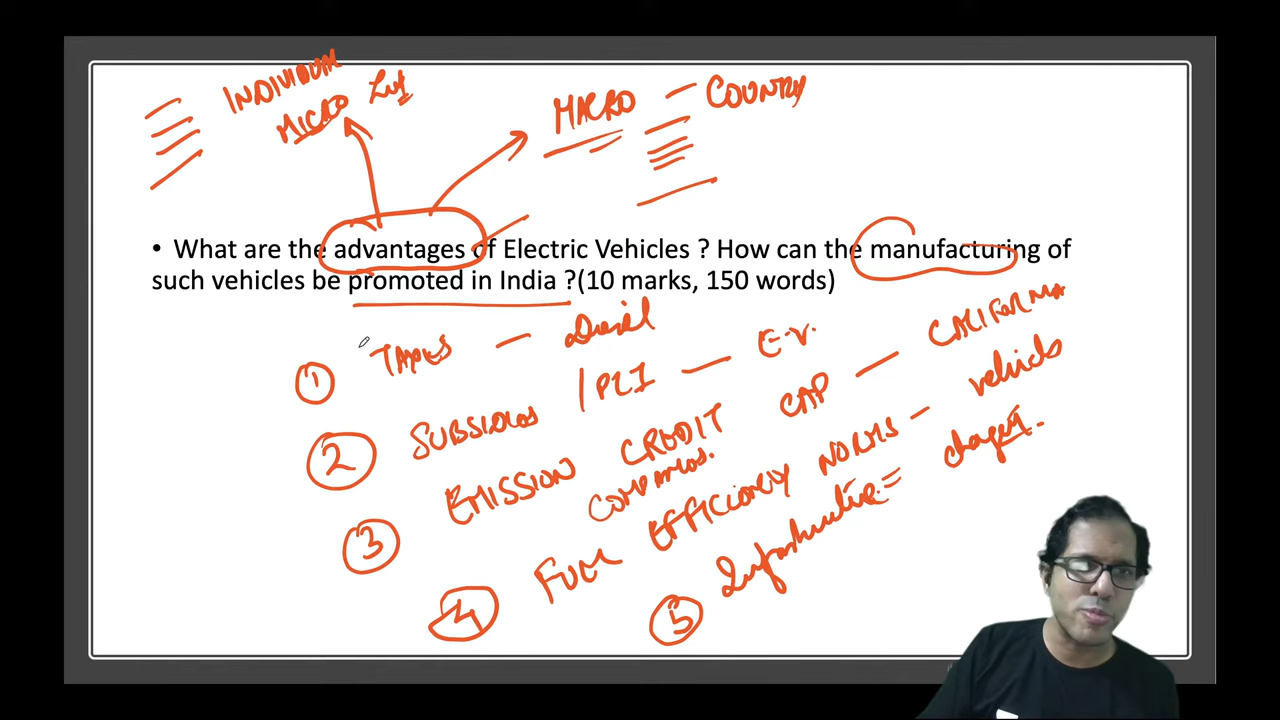 INDIVIDUAL
MICRO
MACRO – COUNTRY
• What are the advantages of Electric Vehicles ? How can the manufacturing of
such vehicles be promoted in India ?(10 marks, 150 words)
① TAXES – Diesel
② SUBSIDIES / PLI – E.V.
③ EMISSION CREDIT CAP – CALIFORNIA
COMPANIES.
④ FUEL EFFICIENCY NORMS – vehicles
⑤ Infrastructure =